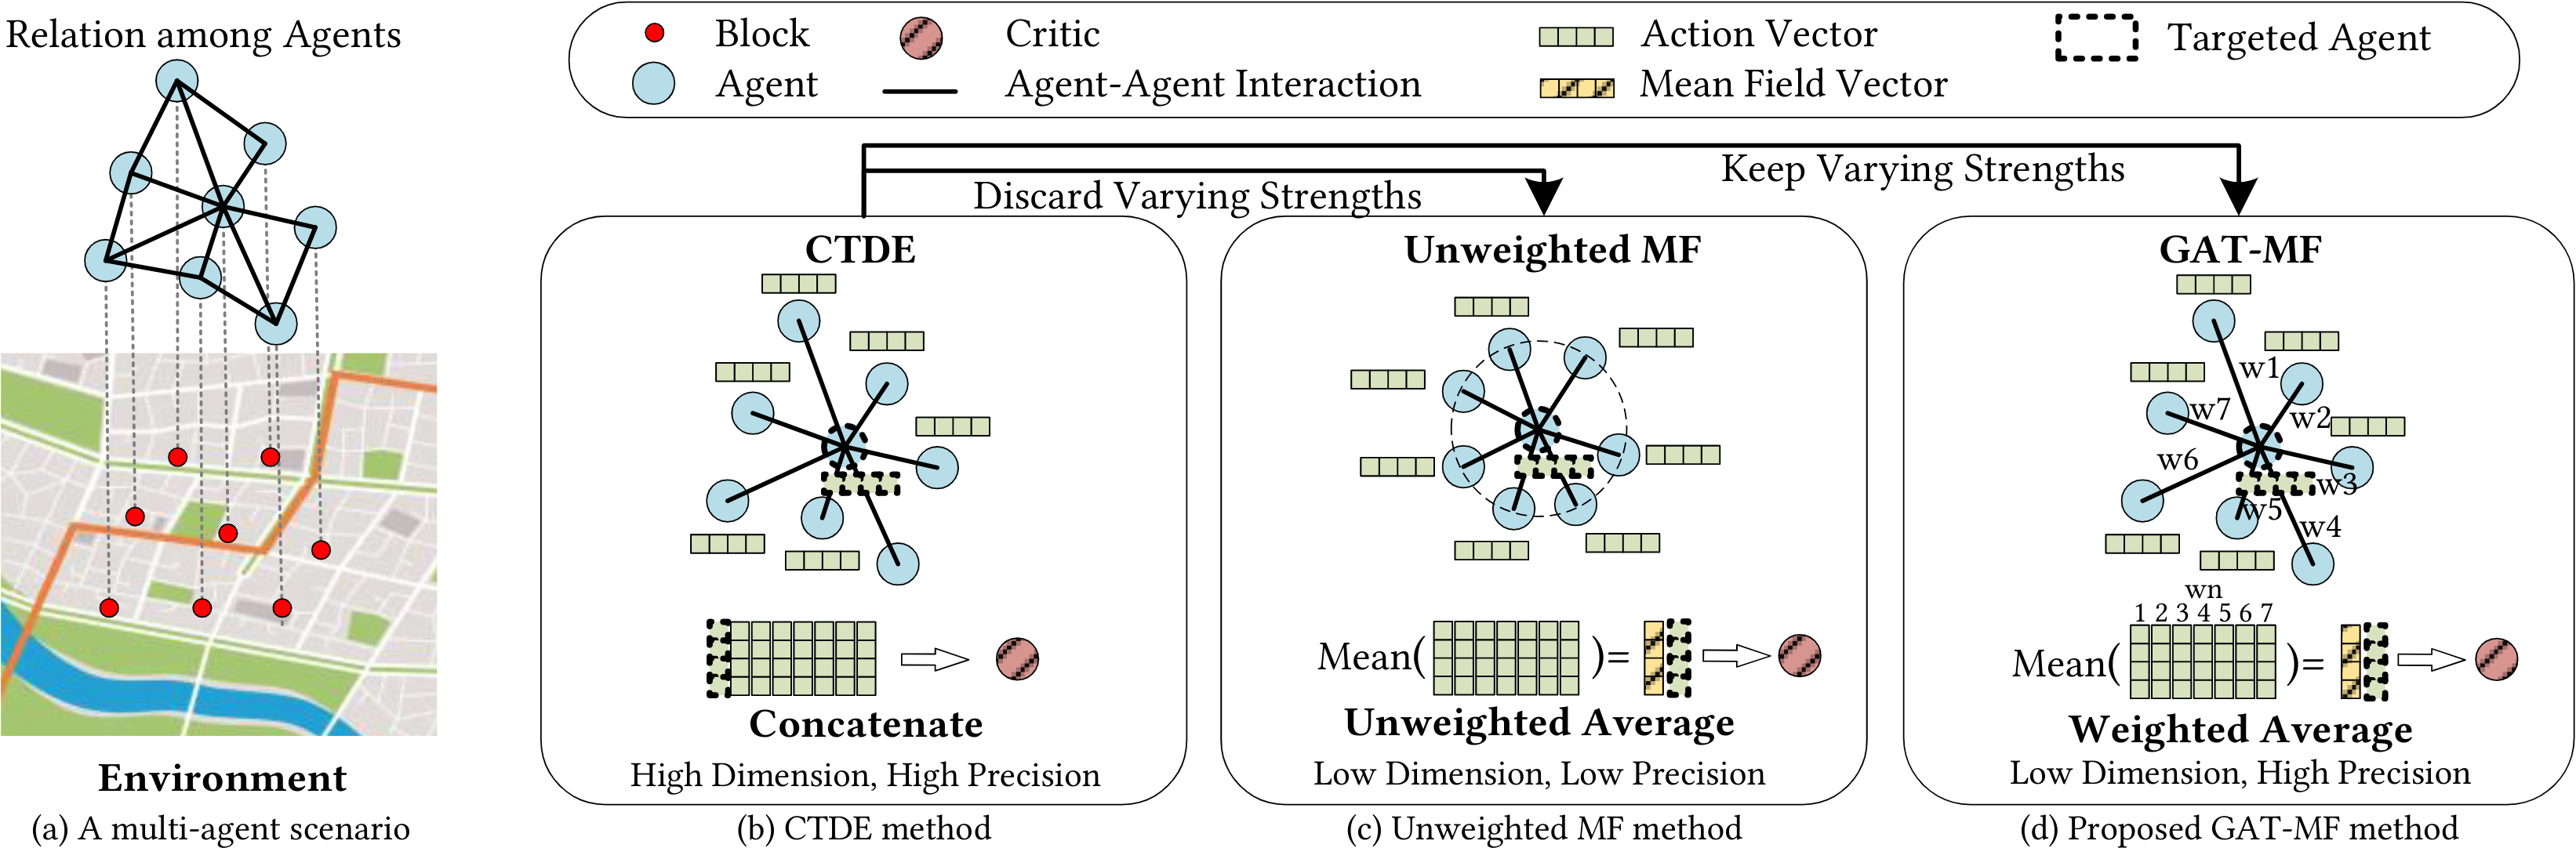 Relation among Agents
Block
Critic
Action Vector
Targeted Agent
Agent
Agent-Agent Interaction
Mean Field Vector
Discard Varying Strengths
Keep Varying Strengths
CTDE
Unweighted MF
GAT-MF
w1
w2
w7
w6
w3
w5
w4
wn
1 2 3 4 5 6 7
Mean( )=
Mean( )=
Concatenate
Unweighted Average
Weighted Average
High Dimension, High Precision
Low Dimension, Low Precision
Low Dimension, High Precision
Environment
(a) A multi-agent scenario
(b) CTDE method
(c) Unweighted MF method
(d) Proposed GAT-MF method